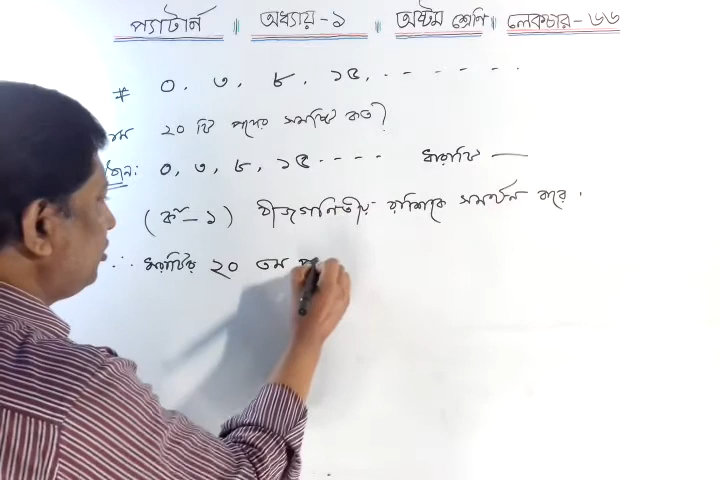 প্যাটার্ন । অধ্যায় - ১ । অষ্টম শ্রেণি । লেকচার - ৬৬
# ০, ৩, ৮, ১৫, - - - - - -
২০ টি পদের সমষ্টি কত?
০, ৩, ৮, ১৫ - - - - ধারাটি —
(ক² - ১) বীজগণিতীয় রাশিকে সমর্থন করে .
∴ ধারাটির ২০ তম